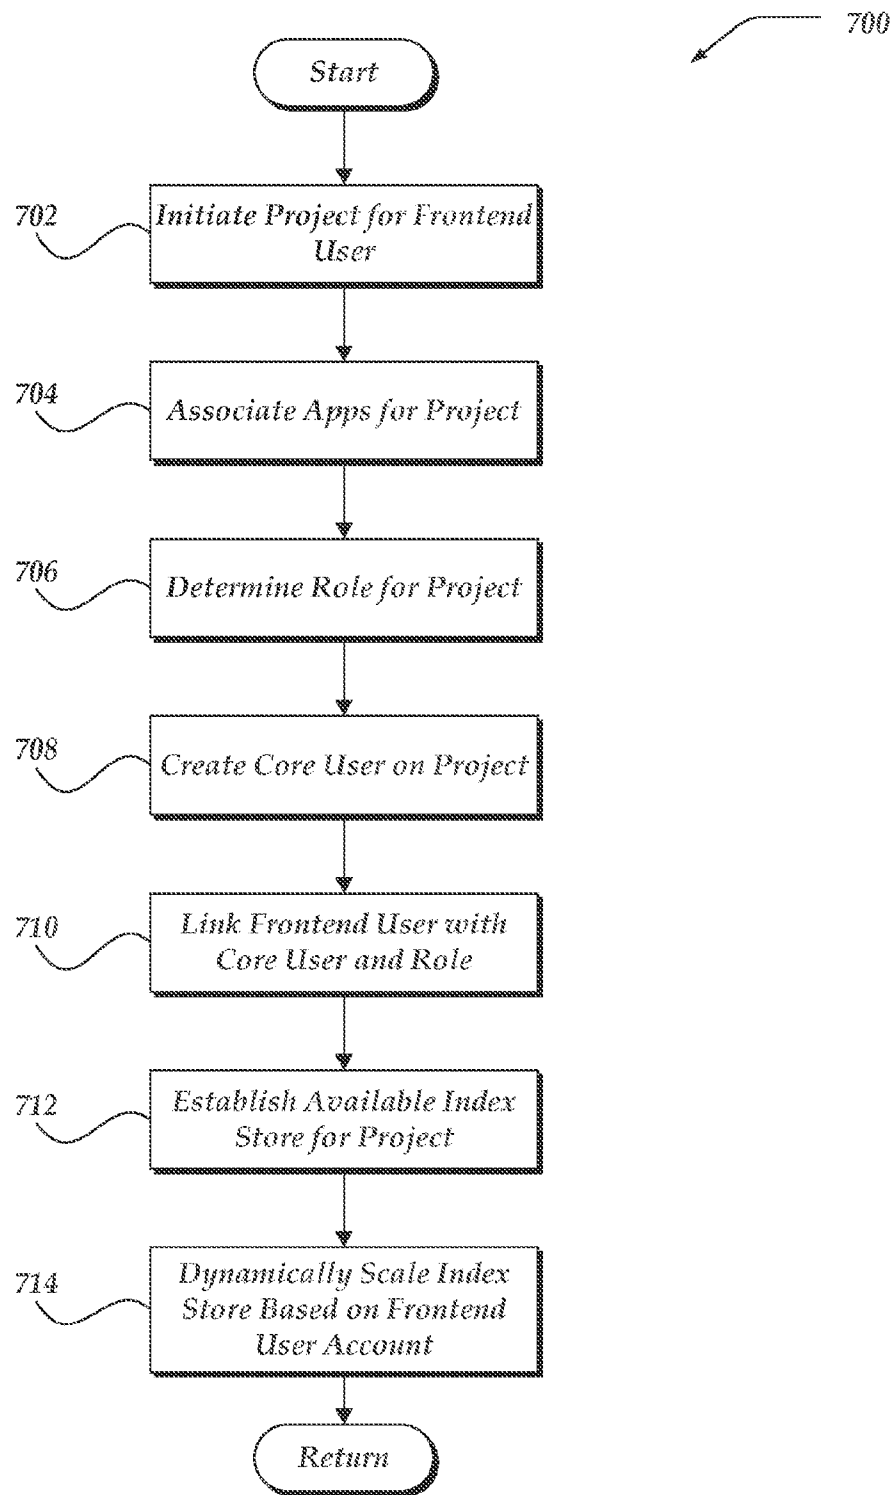 700
Start
702
Initiate Project for Frontend
User
704
Associate Apps for Project
706
Determine Role for Project
708
Create Core User on Project
710
Link Frontend User with
Core User and Role
712
Establish Available Index
Store for Project
714
Dynamically Scale Index
Store Based on Frontend
User Account
Return